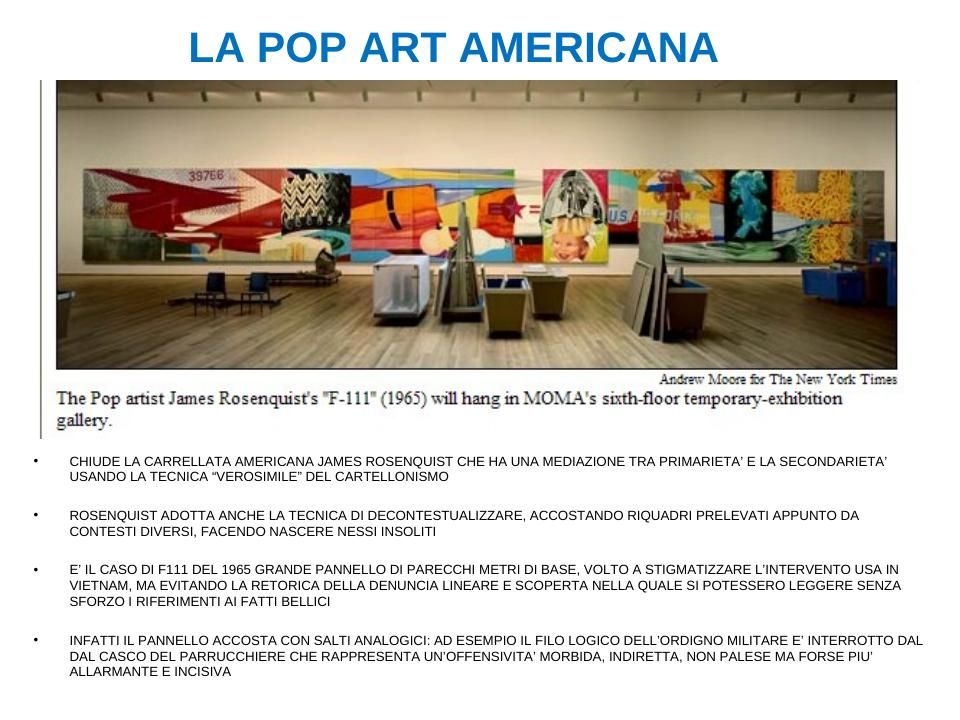 LA POP ART AMERICANA
39766
U.S. AIR FORCE
Andrew Moore for The New York Times
The Pop artist James Rosenquist's "F-111" (1965) will hang in MOMA's sixth-floor temporary-exhibition
gallery.
• CHIUDE LA CARRELLATA AMERICANA JAMES ROSENQUIST CHE HA UNA MEDIAZIONE TRA PRIMARIETA' E LA SECONDARIETA'
USANDO LA TECNICA “VEROSIMILE” DEL CARTELLONISMO
• ROSENQUIST ADOTTA ANCHE LA TECNICA DI DECONTESTUALIZZARE, ACCOSTANDO RIQUADRI PRELEVATI APPUNTO DA
CONTESTI DIVERSI, FACENDO NASCERE NESSI INSOLITI
• E' IL CASO DI F111 DEL 1965 GRANDE PANNELLO DI PARECCHI METRI DI BASE, VOLTO A STIGMATIZZARE L'INTERVENTO USA IN
VIETNAM, MA EVITANDO LA RETORICA DELLA DENUNCIA LINEARE E SCOPERTA NELLA QUALE SI POTESSERO LEGGERE SENZA
SFORZO I RIFERIMENTI AI FATTI BELLICI
• INFATTI IL PANNELLO ACCOSTA CON SALTI ANALOGICI: AD ESEMPIO IL FILO LOGICO DELL'ORDIGNO MILITARE E' INTERROTTO DAL
DAL CASCO DEL PARRUCCHIERE CHE RAPPRESENTA UN'OFFENSIVITA' MORBIDA, INDIRETTA, NON PALESE MA FORSE PIU'
ALLARMANTE E INCISIVA